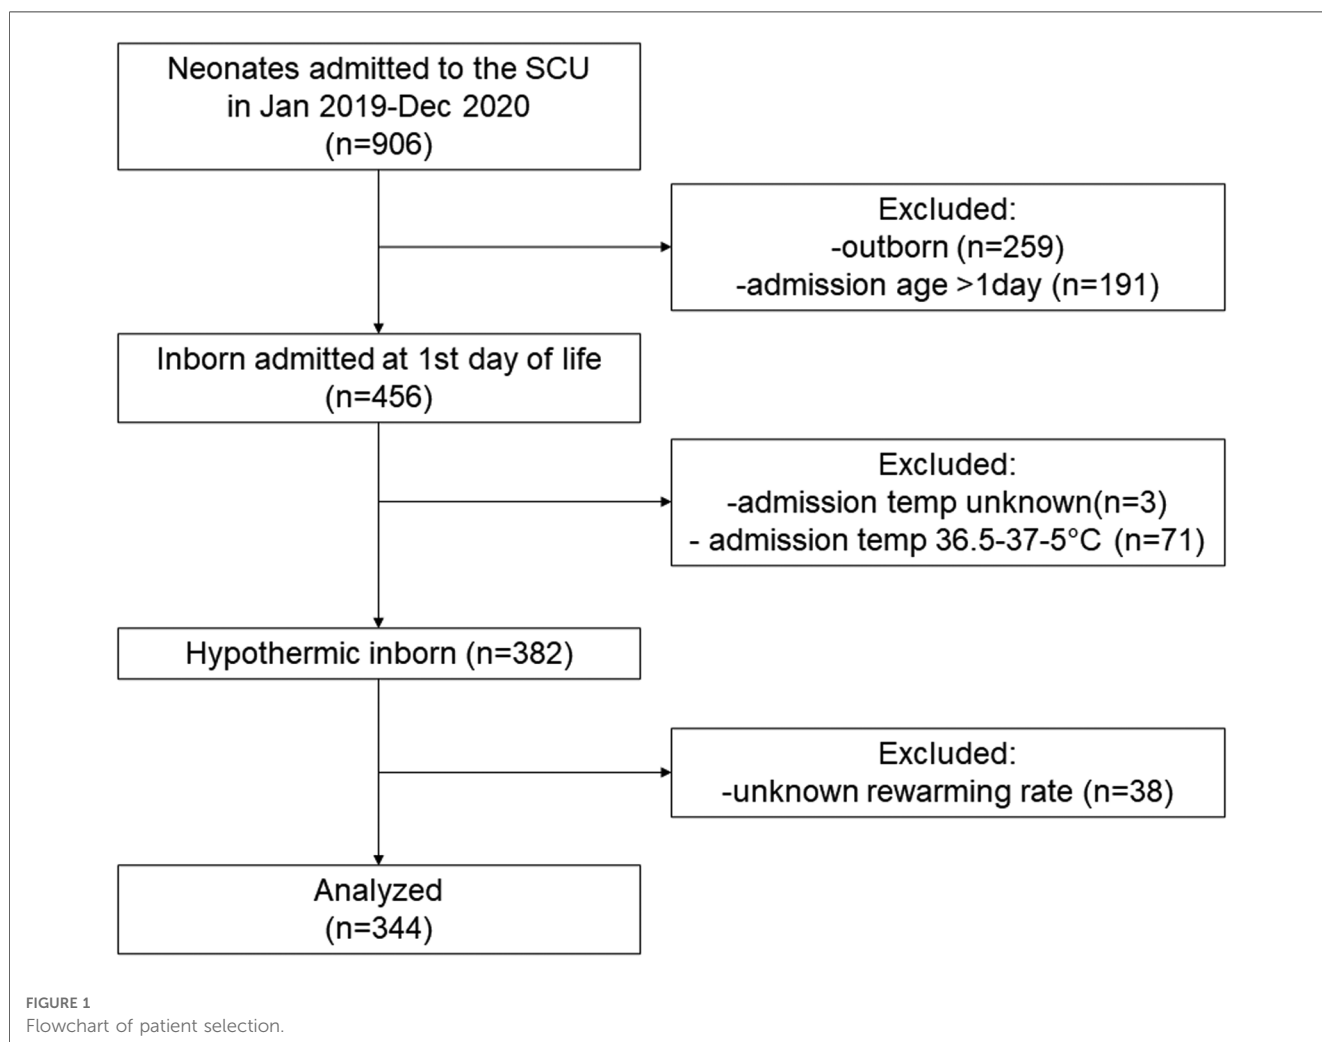 Neonates admitted to the SCU
in Jan 2019-Dec 2020
(n=906)
Excluded:
-outborn (n=259)
-admission age >1day (n=191)
Inborn admitted at 1st day of life
(n=456)
Excluded:
-admission temp unknown(n=3)
- admission temp 36.5-37-5°C (n=71)
Hypothermic inborn (n=382)
Excluded:
-unknown rewarming rate (n=38)
Analyzed
(n=344)
FIGURE 1
Flowchart of patient selection.